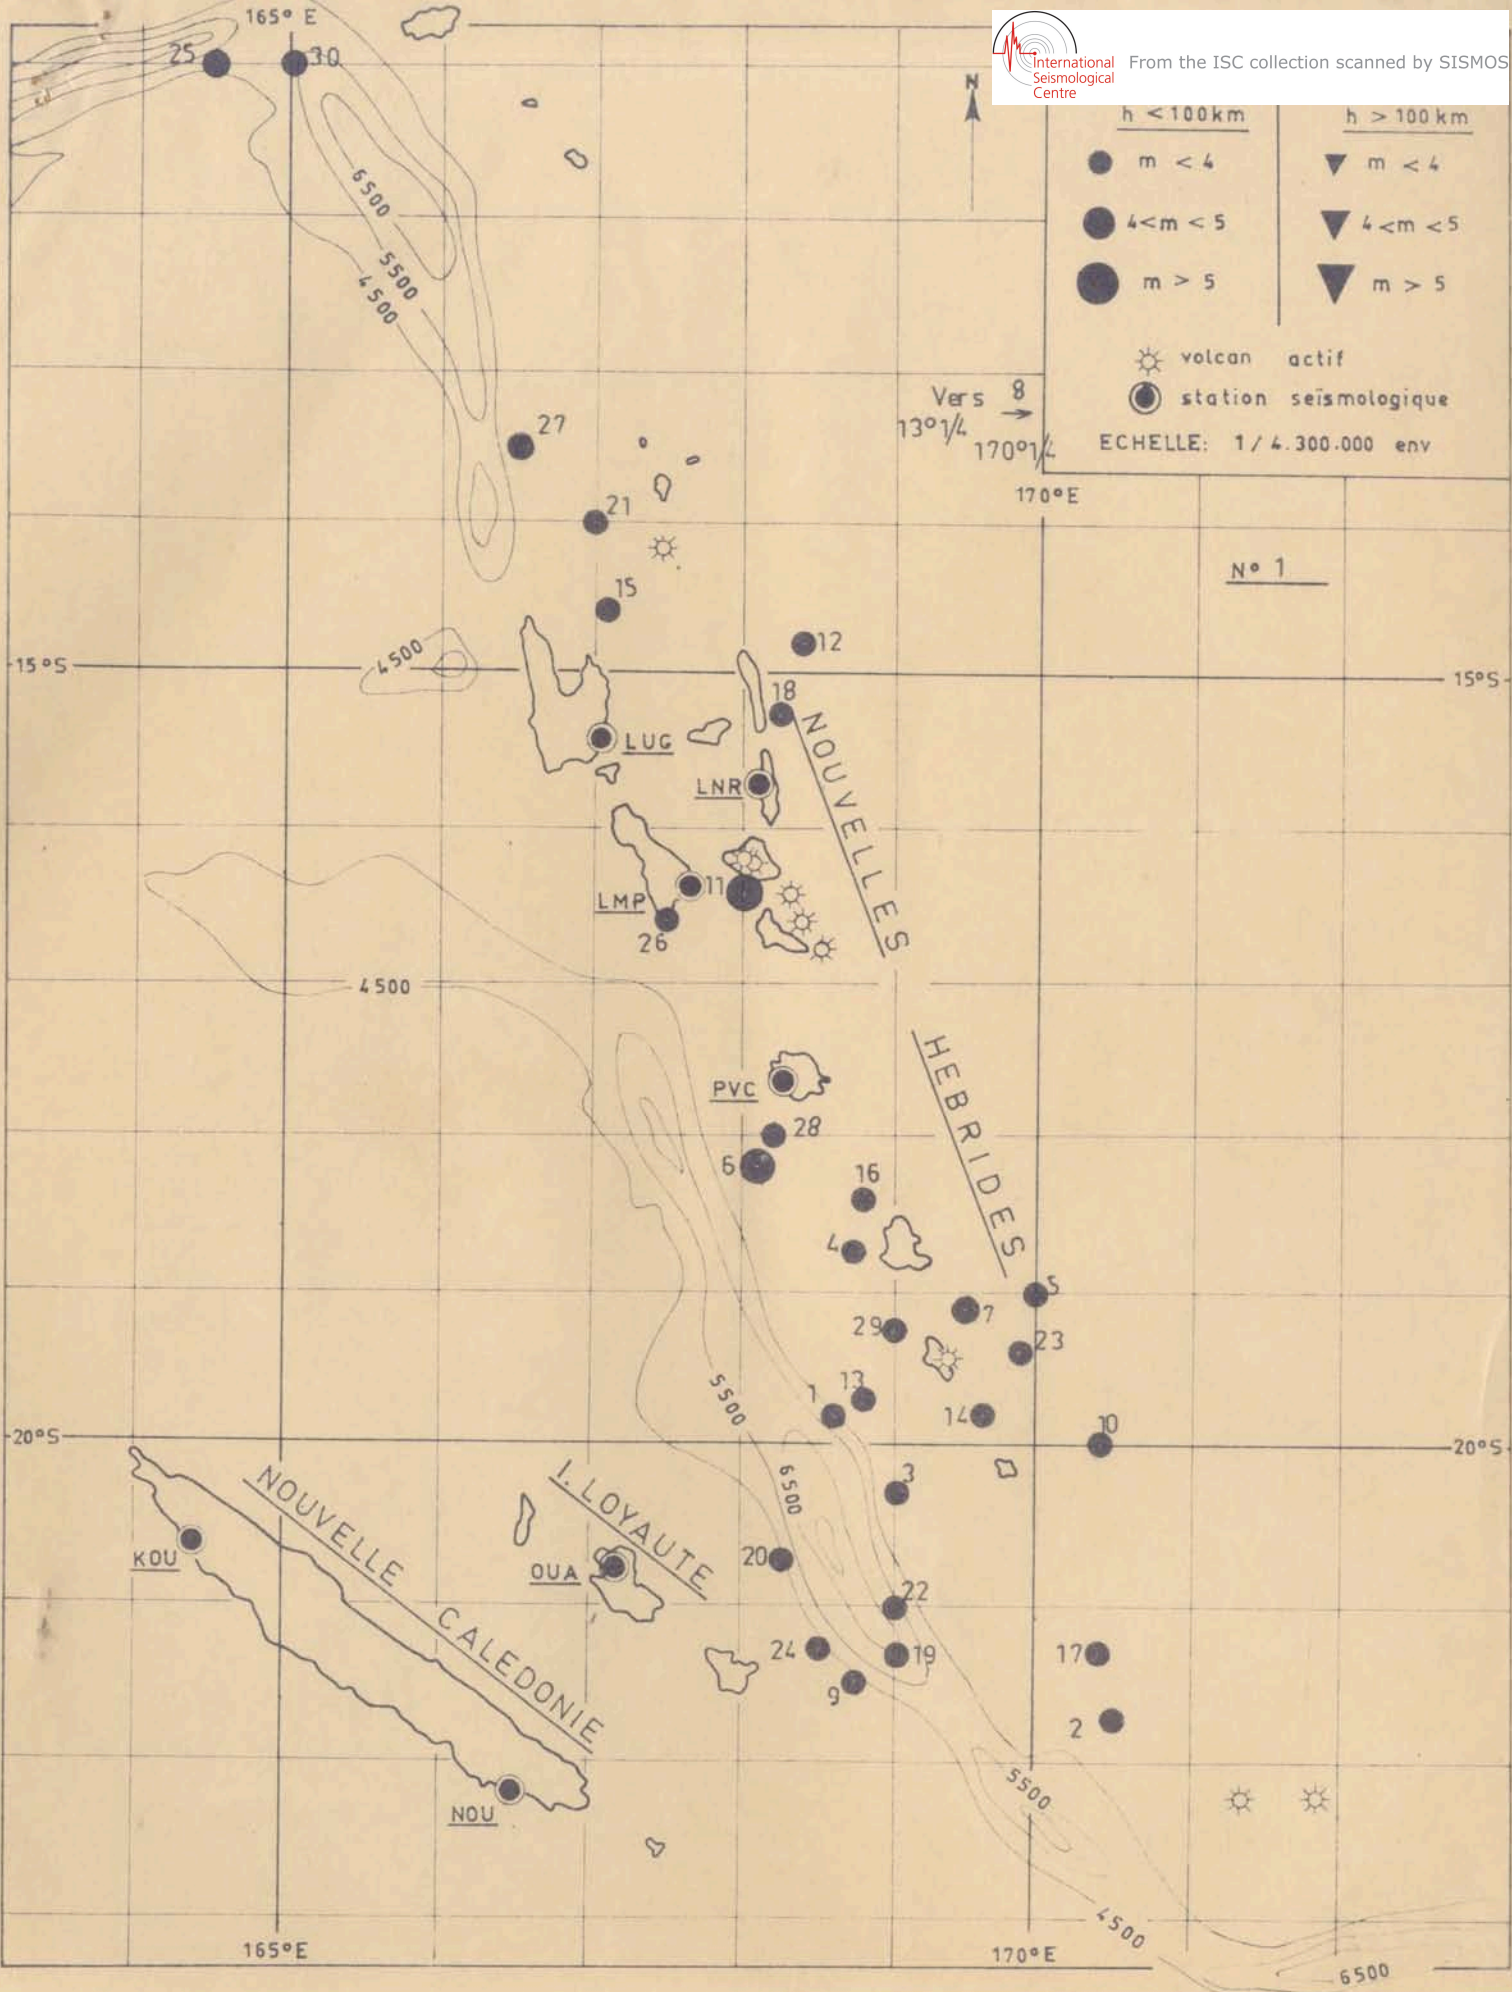 165° E
International
Seismological
Centre
From the ISC collection scanned by SISMOS
25
30
N
h < 100 km
h > 100 km
m < 4
m < 4
4 < m < 5
4 < m < 5
m > 5
m > 5
volcan actif
station seïsmologique
ECHELLE: 1 / 4.300.000 env
6500
5500
4500
Vers 8
13°1/4
170°1/4
27
170°E
21
N° 1
15
12
15°S
4500
15°S
18
LUG
LNR
NOUVELLES
11
LMP
26
4500
HEBRIDES
PVC
28
6
16
4
5
7
29
23
5500
13
1
14
10
20°S
20°S
6500
3
NOUVELLE CALEDONIE
I. LOYAUTE
KOU
OUA
20
22
24
19
17
9
2
5500
NOU
4500
165°E
170°E
6500